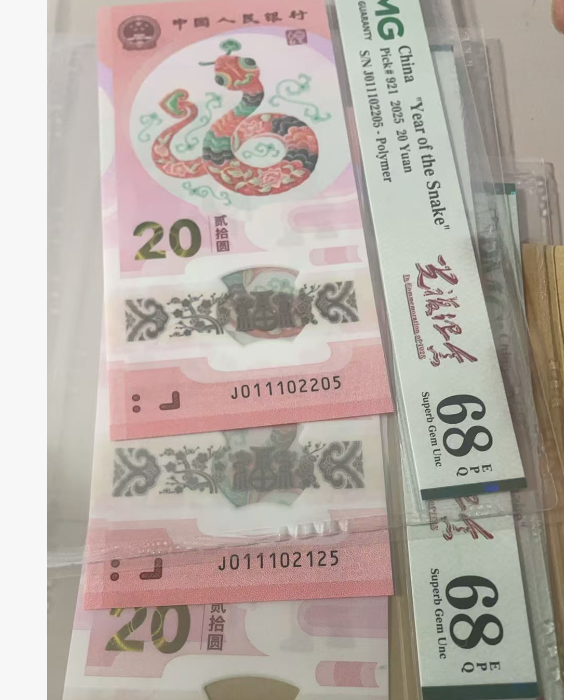 中国人民银行
20
贰拾圆
J011102205
MG
GUARANTY
China "Year of the Snake"
Pick# 921 2025 20 Yuan
S/N J011102205 - Polymer
68 EPQ
Superb Gem Unc
J011102125
68 EPQ
Superb Gem Unc
20
贰拾圆